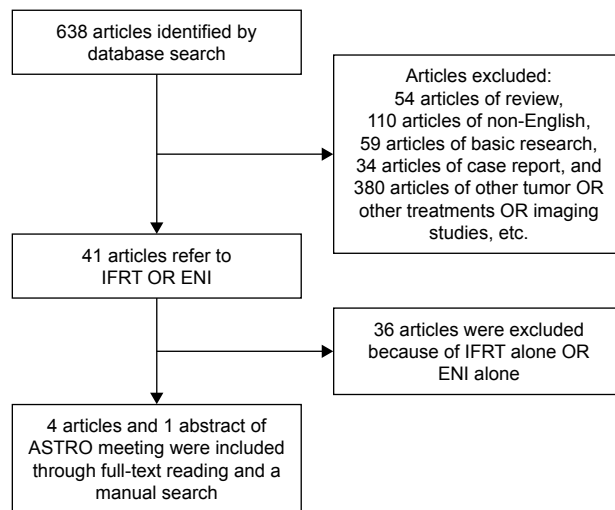 638 articles identified by
database search
Articles excluded:
54 articles of review,
110 articles of non-English,
59 articles of basic research,
34 articles of case report, and
380 articles of other tumor OR
other treatments OR imaging
studies, etc.
41 articles refer to
IFRT OR ENI
36 articles were excluded
because of IFRT alone OR
ENI alone
4 articles and 1 abstract of
ASTRO meeting were included
through full-text reading and a
manual search